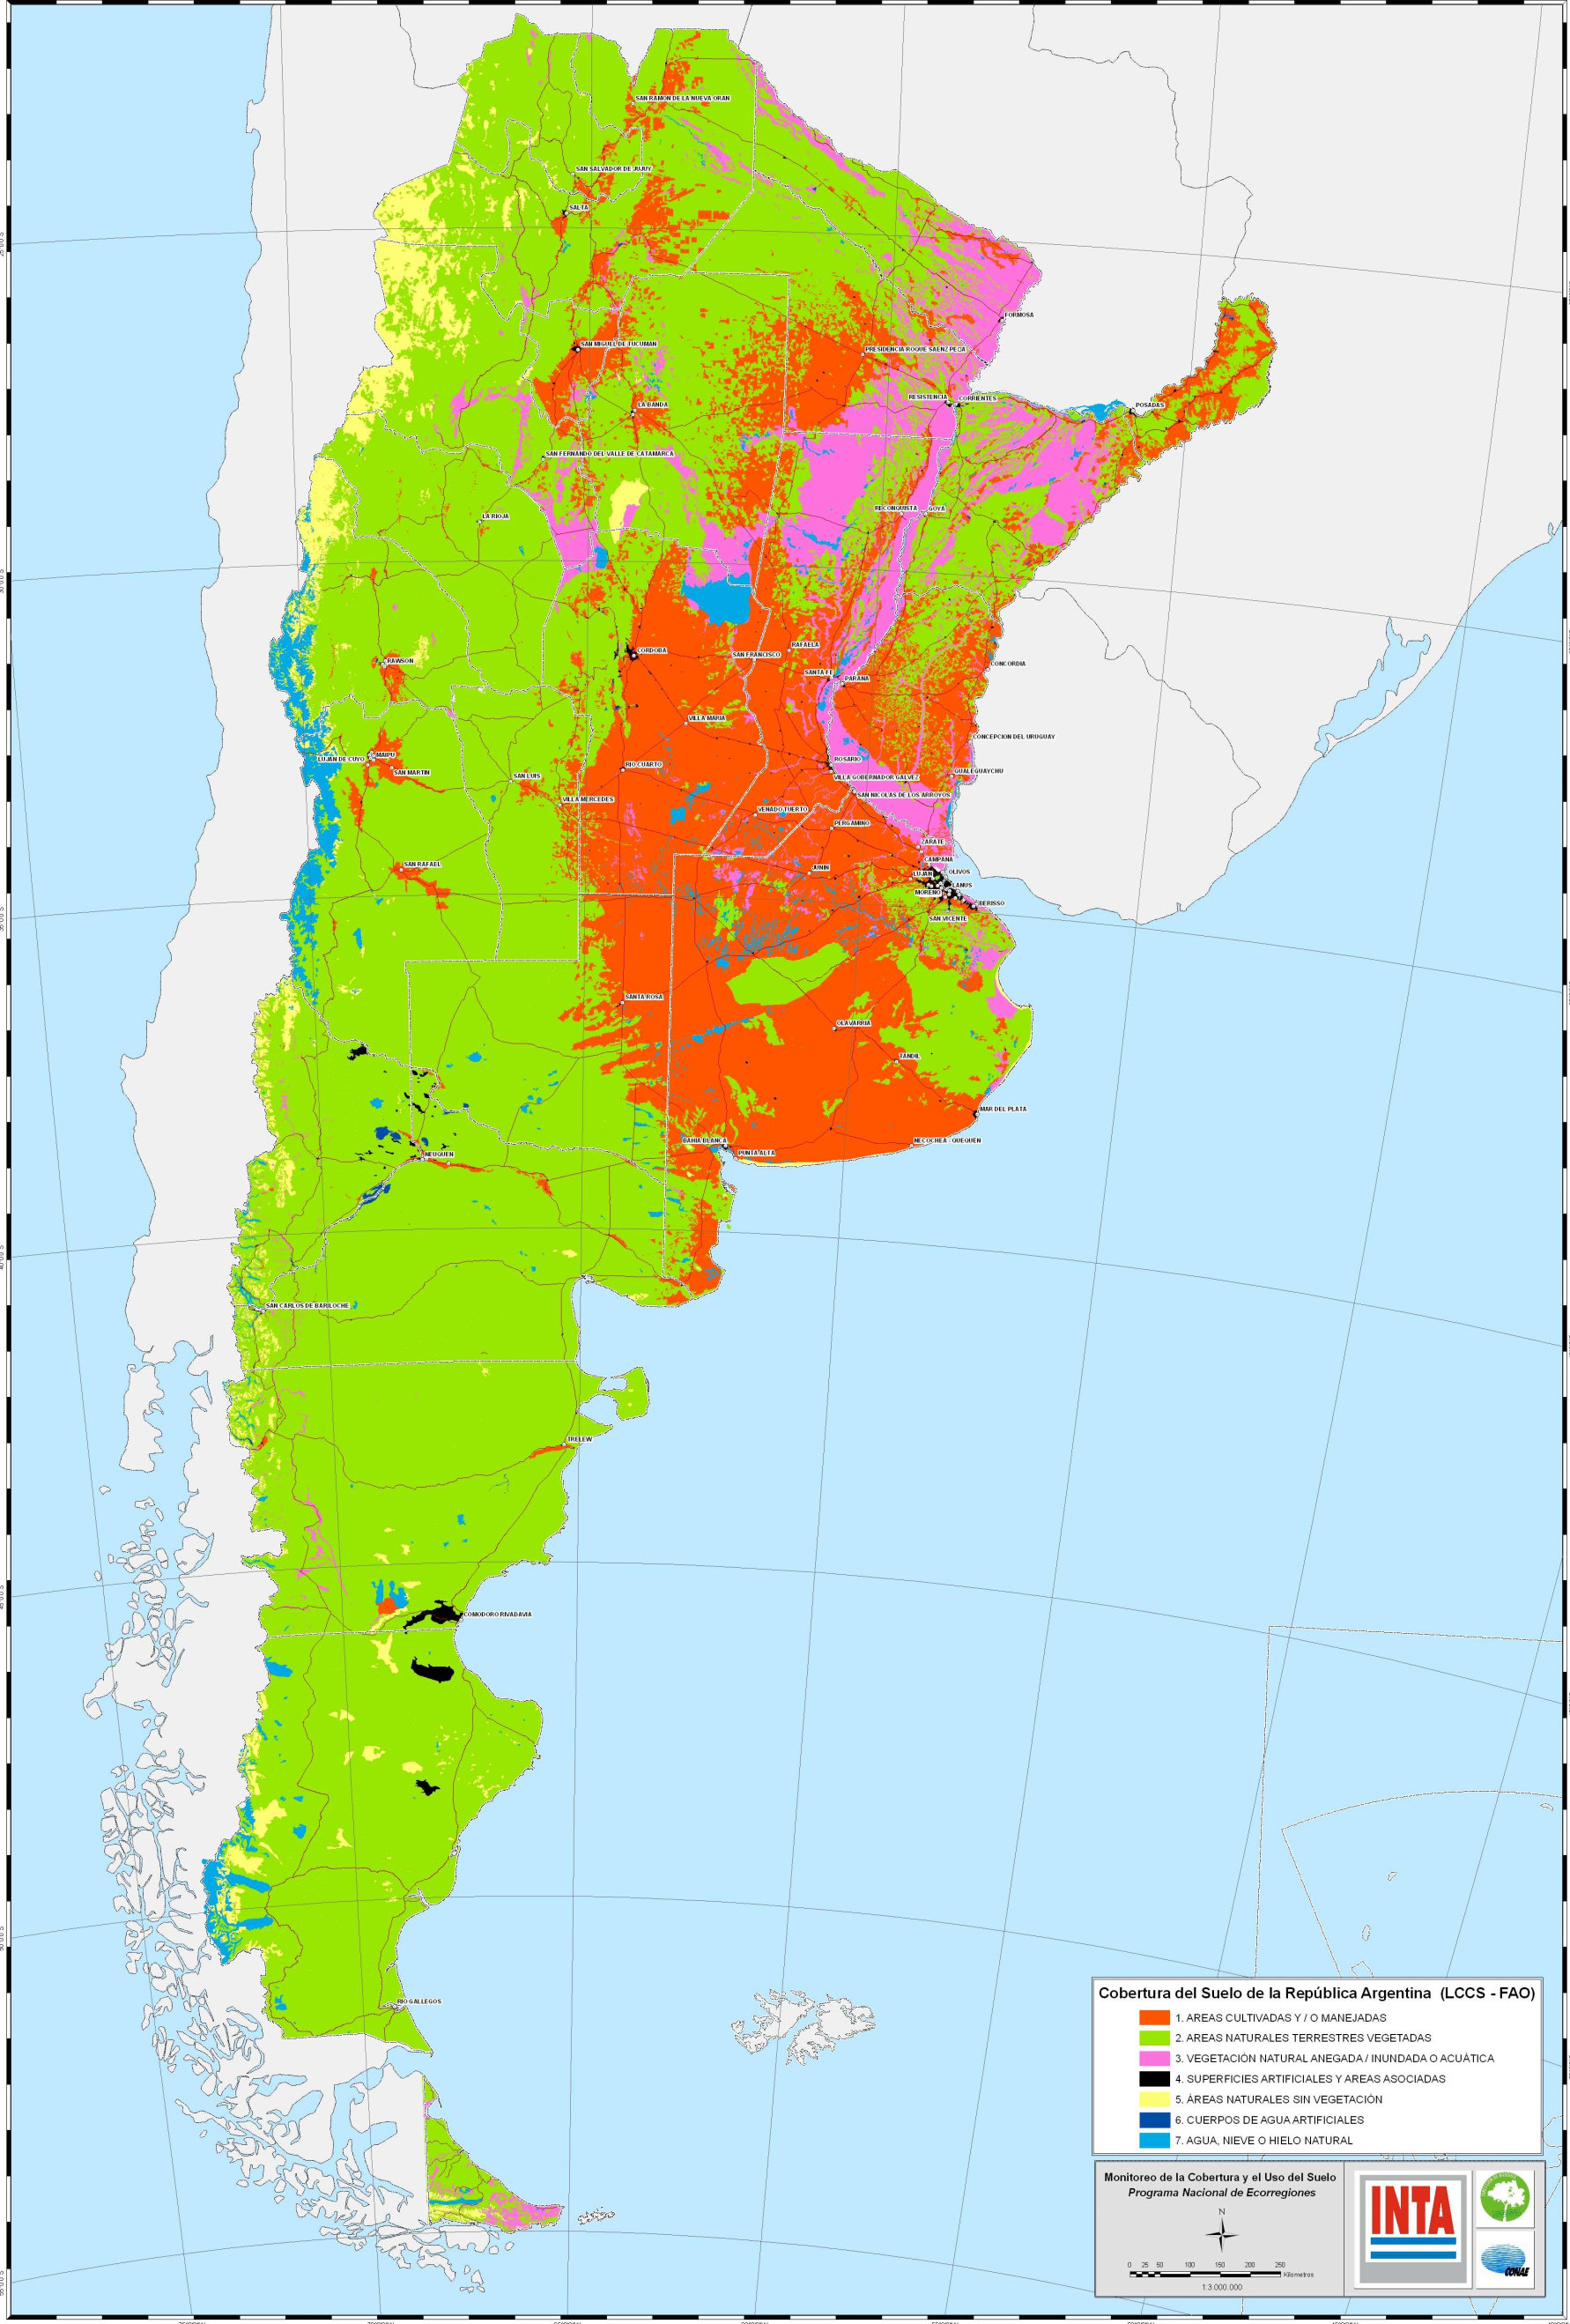 SAN RAMON DE LA NUEVA ORAN
SAN SALVADOR DE JUJUY
SALTA
FORMOSA
SAN MIGUEL DE TUCUMAN
PRESIDENCIA ROQUE SAENZ PEÑA
LA BANDA
RESISTENCIA
CORRIENTES
POSADAS
SAN FERNANDO DEL VALLE DE CATAMARCA
LA RIOJA
RECONQUISTA
GOYA
CORDOBA
SAN FRANCISCO
RAFAELA
RAWSON
CONCORDIA
SANTA FE
PARANA
VILLA MARIA
CONCEPCION DEL URUGUAY
LUJAN DE CUYO
MAIPU
SAN MARTIN
RIO CUARTO
ROSARIO
SAN LUIS
VILLA GOBERNADOR GALVEZ
GUALEGUAYCHU
VILLA MERCEDES
SAN NICOLAS DE LOS ARROYOS
VENADO TUERTO
PERGAMINO
ZARATE
CAMPANA
SAN RAFAEL
JUNIN
LUJAN
OLIVOS
LANUS
MORENO
BERISSO
SAN VICENTE
SANTA ROSA
OLAVARRIA
TANDIL
MAR DEL PLATA
BAHIA BLANCA
NECOCHEA - QUEQUEN
PUNTA ALTA
NEUQUEN
SAN CARLOS DE BARILOCHE
TRELEW
COMODORO RIVADAVIA
RIO GALLEGOS
Cobertura del Suelo de la República Argentina (LCCS - FAO)
1. AREAS CULTIVADAS Y / O MANEJADAS
2. AREAS NATURALES TERRESTRES VEGETADAS
3. VEGETACIÓN NATURAL ANEGADA / INUNDADA O ACUÁTICA
4. SUPERFICIES ARTIFICIALES Y AREAS ASOCIADAS
5. ÁREAS NATURALES SIN VEGETACIÓN
6. CUERPOS DE AGUA ARTIFICIALES
7. AGUA, NIEVE O HIELO NATURAL
Monitoreo de la Cobertura y el Uso del Suelo
Programa Nacional de Ecorregiones
N
0 25 50 100 150 200 250
Kilometros
1:3.000.000
INTA
CONAE